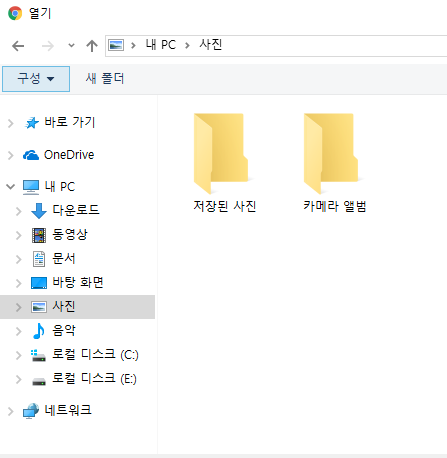 열기
내 PC
사진
구성
새 폴더
바로 가기
OneDrive
내 PC
다운로드
동영상
문서
바탕 화면
사진
음악
로컬 디스크 (C:)
로컬 디스크 (E:)
네트워크
저장된 사진
카메라 앨범